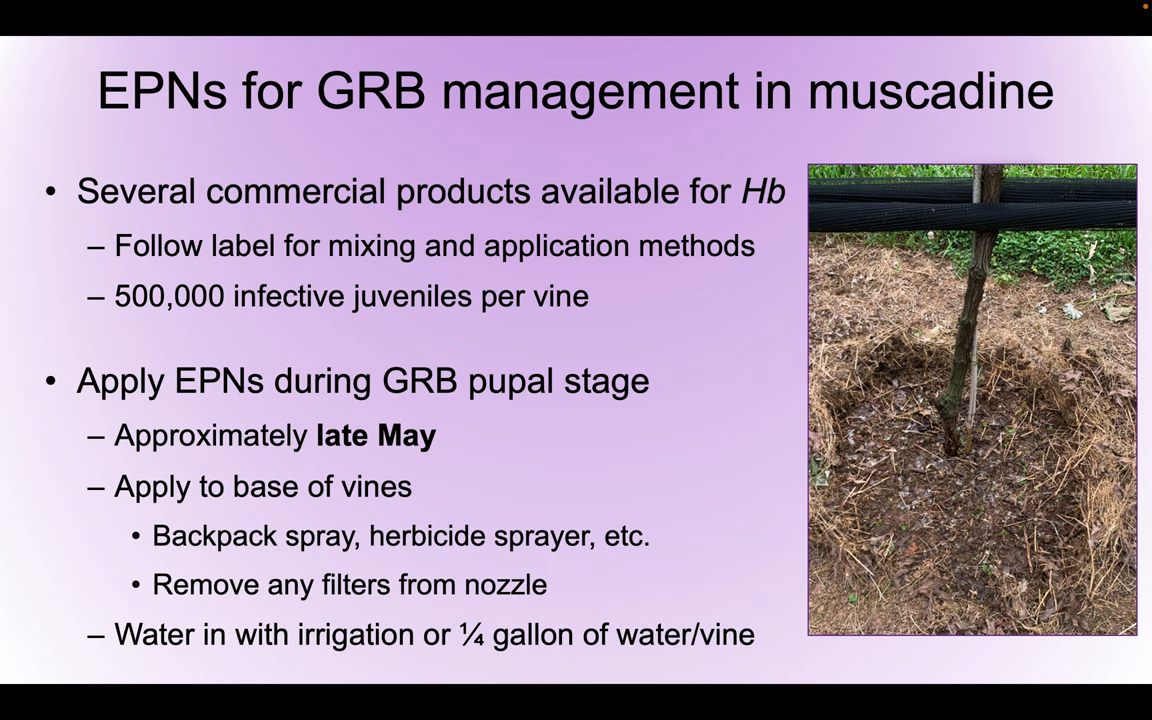 EPNs for GRB management in muscadine
• Several commercial products available for Hb
– Follow label for mixing and application methods
– 500,000 infective juveniles per vine
• Apply EPNs during GRB pupal stage
– Approximately late May
– Apply to base of vines
• Backpack spray, herbicide sprayer, etc.
• Remove any filters from nozzle
– Water in with irrigation or ¼ gallon of water/vine